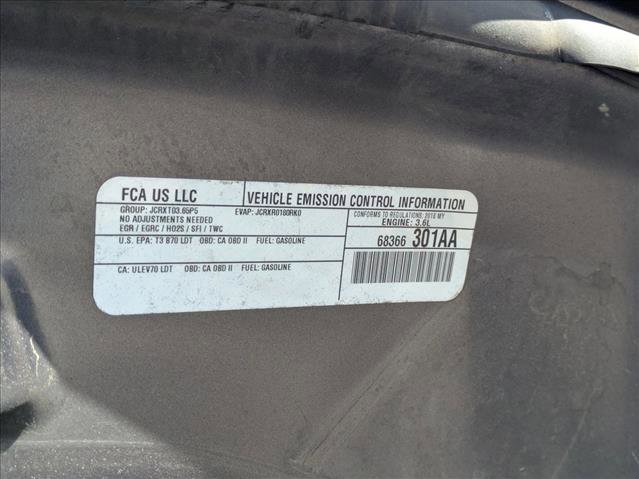 FCA US LLC
VEHICLE EMISSION CONTROL INFORMATION
GROUP: JCRXT03.65P5 EVAP: JCRXR0180RK0
NO ADJUSTMENTS NEEDED
EGR / EGRC / HO2S / SFI / TWC
CONFORMS TO REGULATIONS: 2018 MY
ENGINE: 3.6L
U.S. EPA: T3 B70 LDT OBD: CA OBD II FUEL: GASOLINE
68366 301AA
CA: ULEV70 LDT OBD: CA OBD II FUEL: GASOLINE